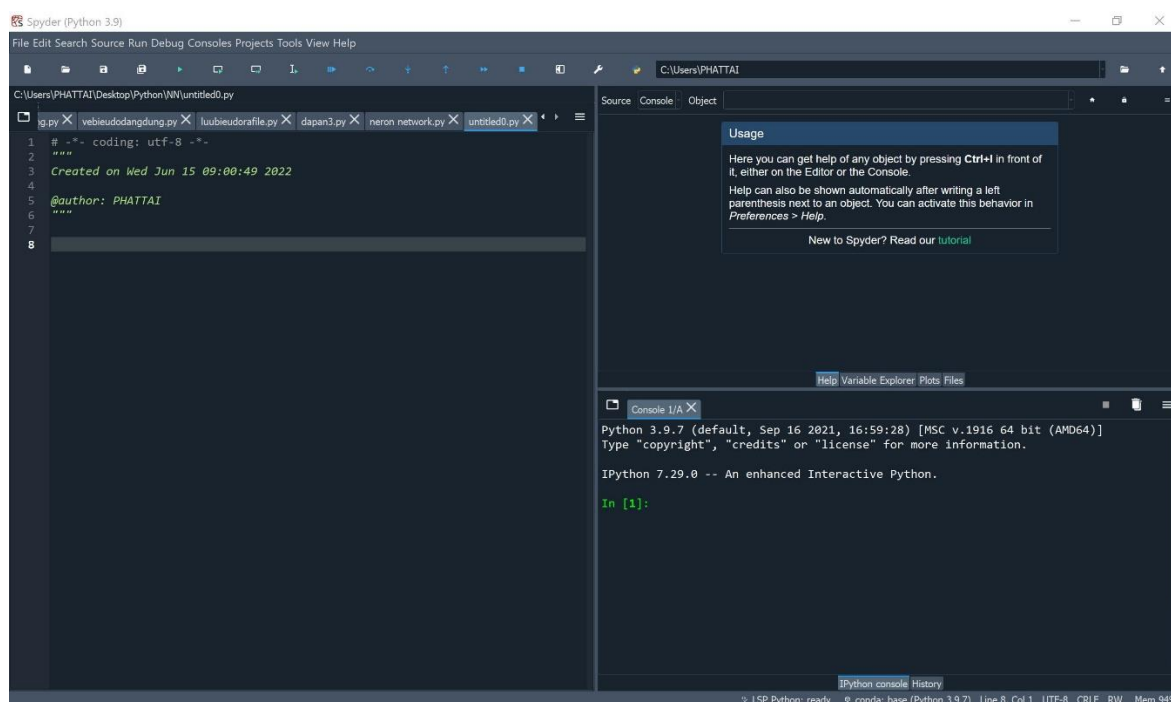 Spyder (Python 3.9)
File Edit Search Source Run Debug Consoles Projects Tools View Help
C:\Users\PHATTAI
C:\Users\PHATTAI\Desktop\Python\NN\untitled0.py
ng.py vebieudodangdung.py luubieudorafile.py dapan3.py neron network.py untitled0.py
1 # -*- coding: utf-8 -*-
2 """
3 Created on Wed Jun 15 09:00:49 2022
4
5 @author: PHATTAI
6 """
7
8
Source Console Object
Usage
Here you can get help of any object by pressing Ctrl+I in front of
it, either on the Editor or the Console.
Help can also be shown automatically after writing a left
parenthesis next to an object. You can activate this behavior in
Preferences > Help.
New to Spyder? Read our tutorial
Help Variable Explorer Plots Files
Console 1/A
Python 3.9.7 (default, Sep 16 2021, 16:59:28) [MSC v.1916 64 bit (AMD64)]
Type "copyright", "credits" or "license" for more information.
IPython 7.29.0 -- An enhanced Interactive Python.
In [1]:
IPython console History
LSP Python: ready conda: base (Python 3.9.7) Line 8, Col 1 UTF-8 CRLF RW Mem 94%